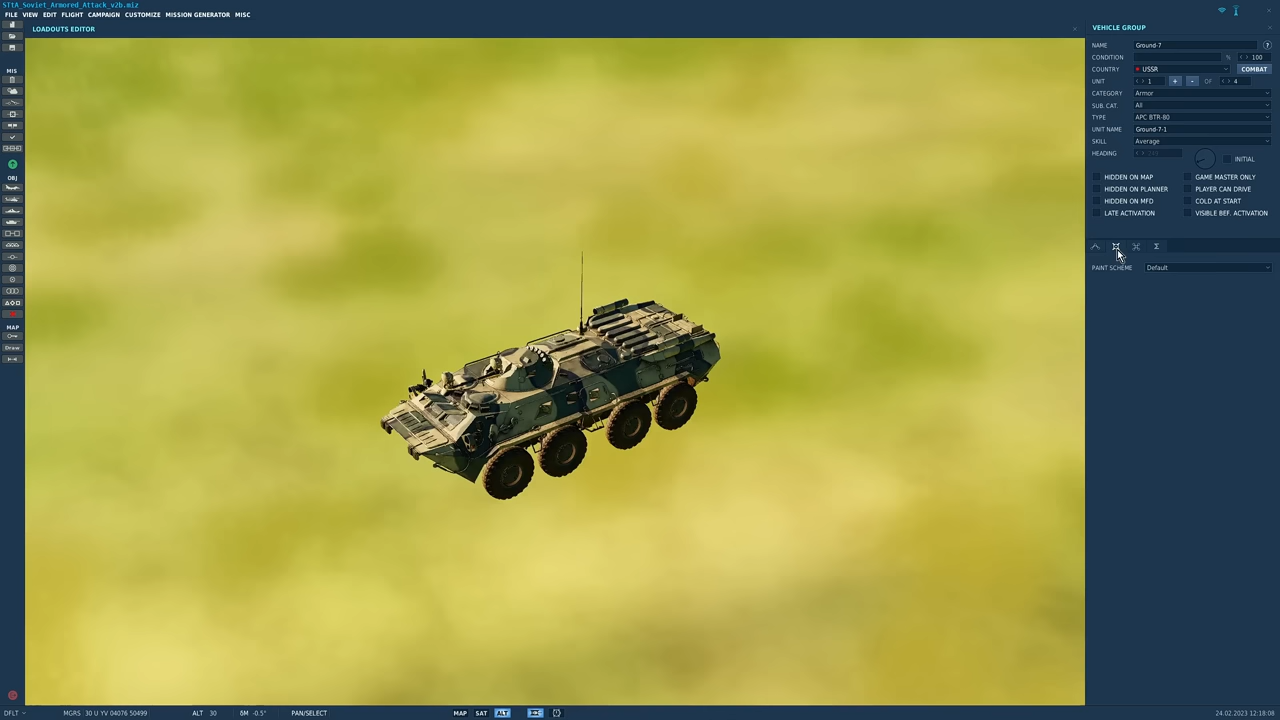 STtA_Soviet_Armored_Attack_v2b.miz
FILE VIEW EDIT FLIGHT CAMPAIGN CUSTOMIZE MISSION GENERATOR MISC
LOADOUTS EDITOR
VEHICLE GROUP
NAME Ground-7 ?
CONDITION % <> 100
COUNTRY USSR COMBAT
UNIT <> 1 + - OF <> 4
CATEGORY Armor
SUB. CAT. All
TYPE APC BTR-80
UNIT NAME Ground-7-1
SKILL Average
HEADING
INITIAL
HIDDEN ON MAP GAME MASTER ONLY
HIDDEN ON PLANNER PLAYER CAN DRIVE
HIDDEN ON MFD COLD AT START
LATE ACTIVATION VISIBLE BEF. ACTIVATION
PAINT SCHEME Default
MIS
OBJ
MAP
Draw
DFLT MGRS 30 U YV 04076 50499 ALT 30 δM -0.5° PAN/SELECT MAP SAT ALT 24.02.2023 12:18:08